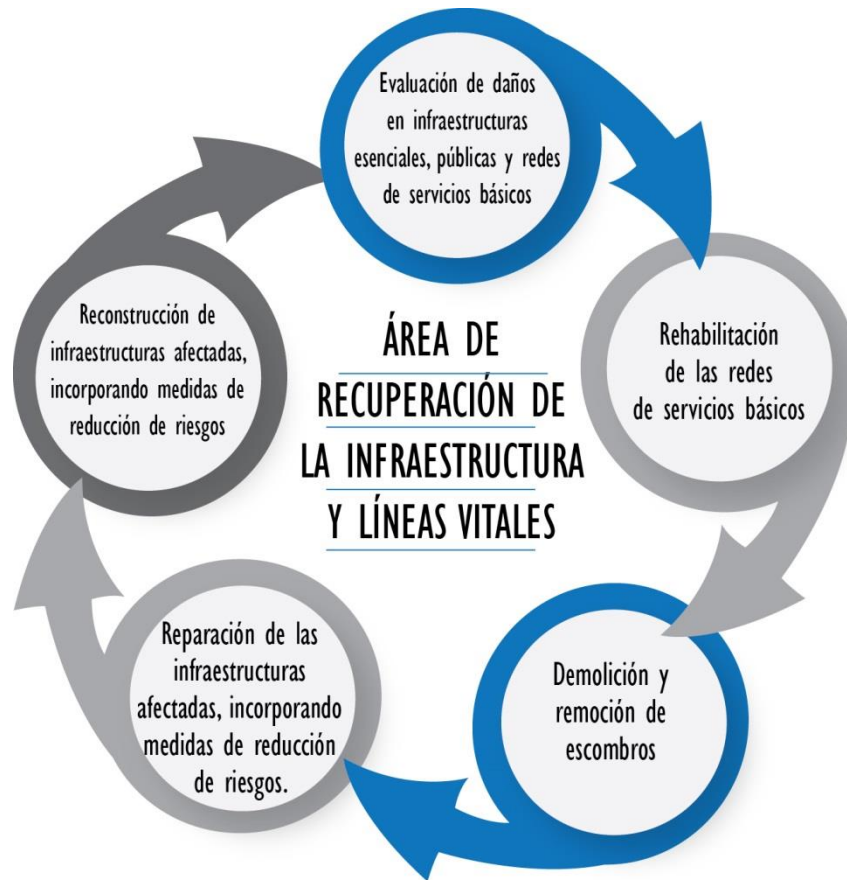 Evaluación de daños
en infraestructuras
esenciales, públicas y redes
de servicios básicos
Rehabilitación
de las redes
de servicios básicos
Demolición y
remoción de
escombros
Reparación de las
infraestructuras
afectadas, incorporando
medidas de reducción
de riesgos.
Reconstrucción de
infraestructuras afectadas,
incorporando medidas de
reducción de riesgos
ÁREA DE
RECUPERACIÓN DE
LA INFRAESTRUCTURA
Y LÍNEAS VITALES